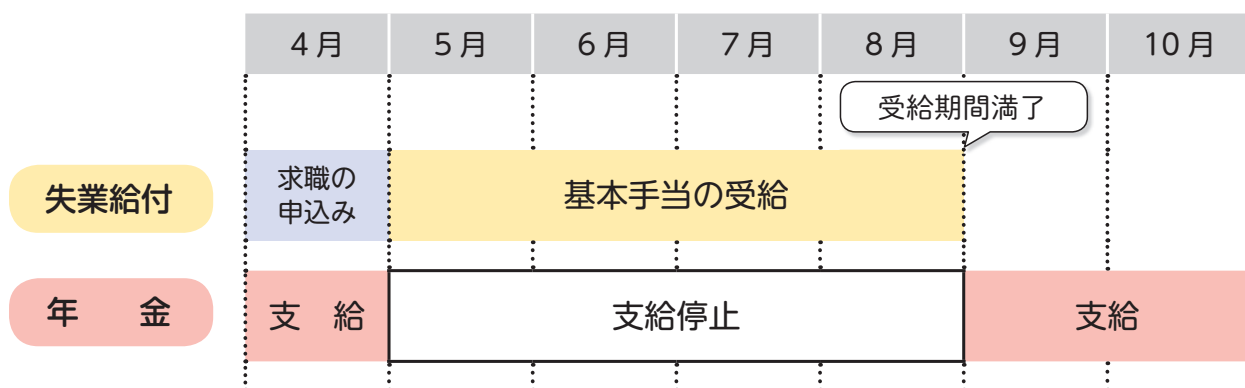 4月 5月 6月 7月 8月 9月 10月
受給期間満了
失業給付
求職の
申込み
基本手当の受給
年　金
支　給
支給停止
支給